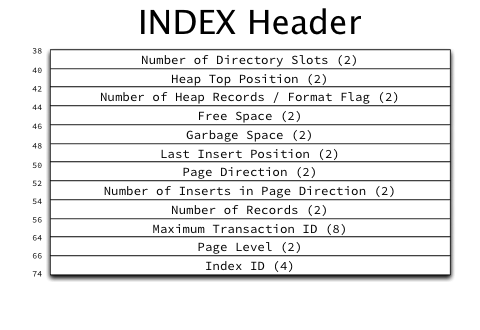 INDEX Header
38
Number of Directory Slots (2)
40
Heap Top Position (2)
42
Number of Heap Records / Format Flag (2)
44
Free Space (2)
46
Garbage Space (2)
48
Last Insert Position (2)
50
Page Direction (2)
52
Number of Inserts in Page Direction (2)
54
Number of Records (2)
56
Maximum Transaction ID (8)
64
Page Level (2)
66
Index ID (4)
74